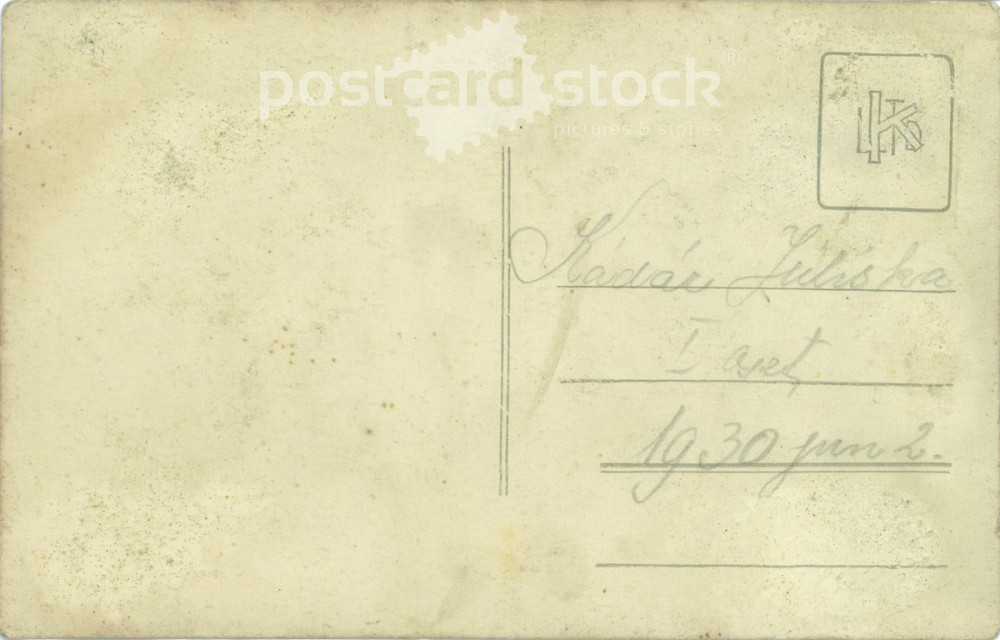 postcard stock®
pictures & stories
Kádár Juliska
I oszt,
1930 jun 2.